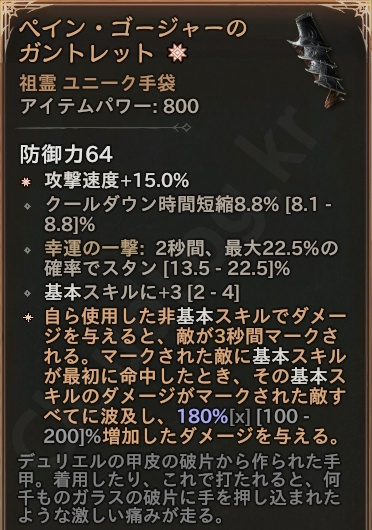 ペイン・ゴージャーの
ガントレット
祖霊 ユニーク手袋
アイテムパワー: 800
防御力64
攻撃速度+15.0%
クールダウン時間短縮8.8% [8.1 -
8.8]%
幸運の一撃: 2秒間、最大22.5%の
確率でスタン [13.5 - 22.5]%
基本スキルに+3 [2 - 4]
自ら使用した非基本スキルでダメー
ジを与えると、敵が3秒間マークさ
れる。マークされた敵に基本スキル
が最初に命中したとき、その基本ス
キルのダメージがマークされた敵す
べてに波及し、180%[x] [100 -
200]%増加したダメージを与える。
デュリエルの甲皮の破片から作られた手
甲。着用したり、これで打たれると、何
千ものガラスの破片に手を押し込まれた
ような激しい痛みが走る。